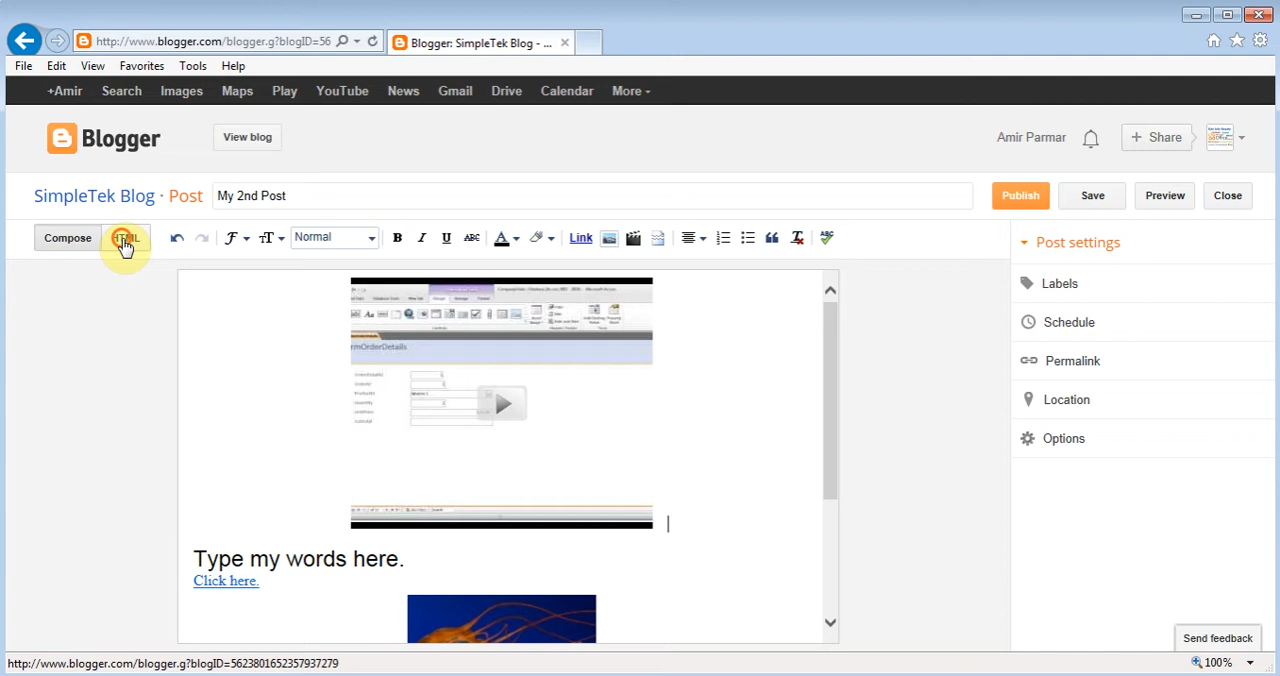 http://www.blogger.com/blogger.g?blogID=56
Blogger: SimpleTek Blog - ...
File Edit View Favorites Tools Help
+Amir Search Images Maps Play YouTube News Gmail Drive Calendar More
Blogger View blog Amir Parmar + Share
SimpleTek Blog · Post My 2nd Post Publish Save Preview Close
Compose HTML Normal B I U ABC A Link ABC
Post settings
Labels
Schedule
Permalink
Location
Options
Type my words here.
Click here.
Send feedback
http://www.blogger.com/blogger.g?blogID=5623801652357937279
100%